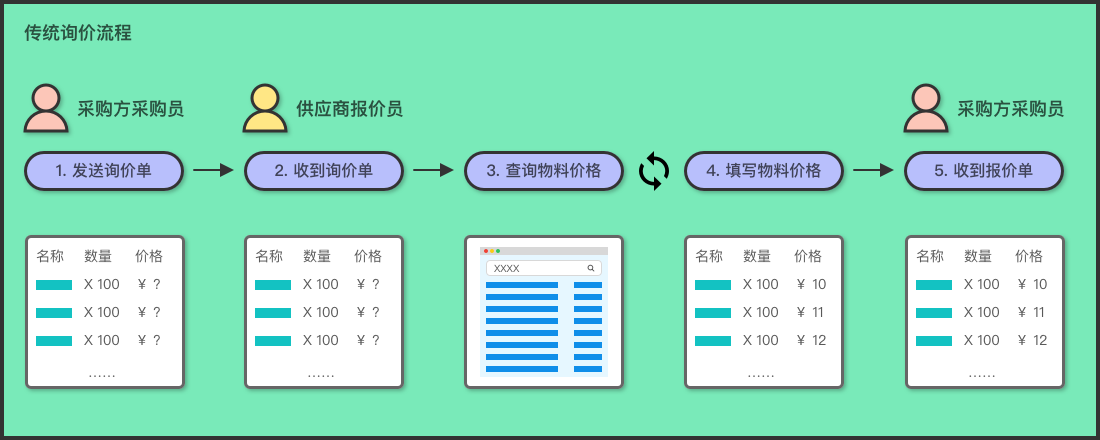 传统询价流程
采购方采购员
供应商报价员
采购方采购员
1. 发送询价单
2. 收到询价单
3. 查询物料价格
4. 填写物料价格
5. 收到报价单
名称 数量 价格
X 100 ¥ ?
X 100 ¥ ?
X 100 ¥ ?
......
名称 数量 价格
X 100 ¥ ?
X 100 ¥ ?
X 100 ¥ ?
......
XXXX
名称 数量 价格
X 100 ¥ 10
X 100 ¥ 11
X 100 ¥ 12
......
名称 数量 价格
X 100 ¥ 10
X 100 ¥ 11
X 100 ¥ 12
......